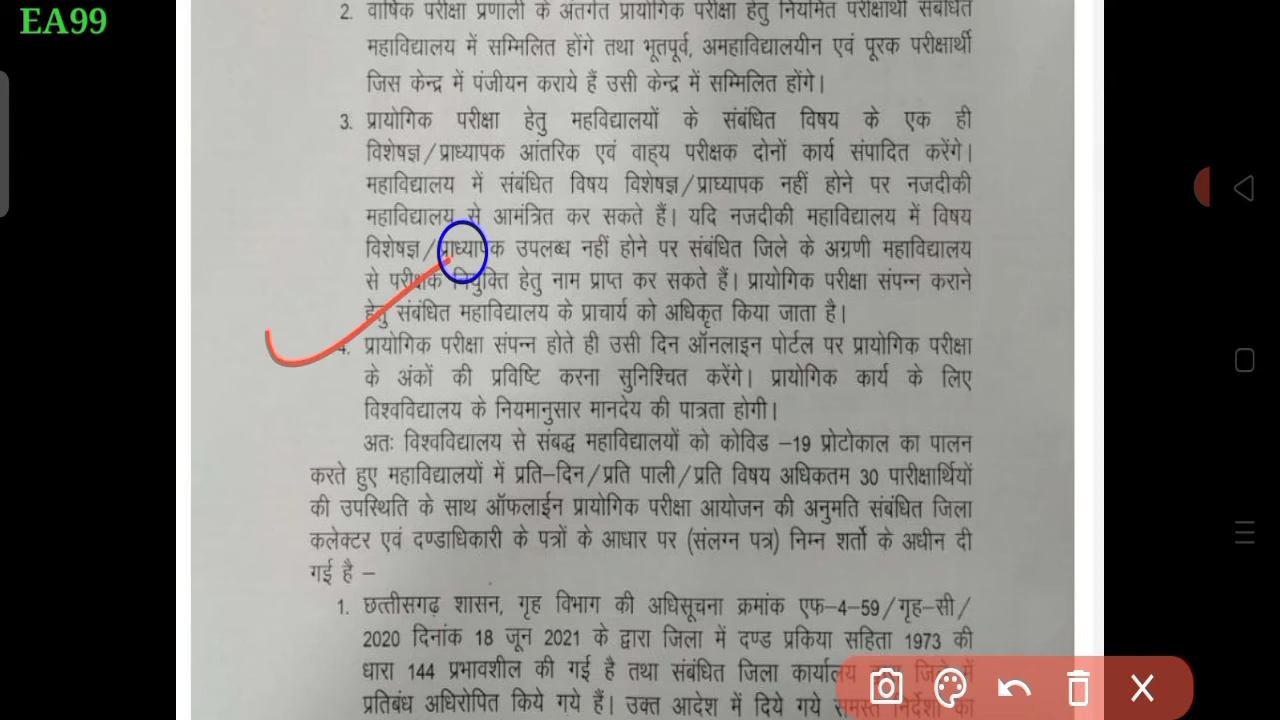 EA99
2. वार्षिक परीक्षा प्रणाली के अंतर्गत प्रायोगिक परीक्षा हेतु नियमित परीक्षार्थी संबंधित
महाविद्यालय में सम्मिलित होंगे तथा भूतपूर्व, अमहाविद्यालयीन एवं पूरक परीक्षार्थी
जिस केन्द्र में पंजीयन कराये हैं उसी केन्द्र में सम्मिलित होंगे।
3. प्रायोगिक परीक्षा हेतु महविद्यालयों के संबंधित विषय के एक ही
विशेषज्ञ/प्राध्यापक आंतरिक एवं वाह्य परीक्षक दोनों कार्य संपादित करेंगे।
महाविद्यालय में संबंधित विषय विशेषज्ञ/प्राध्यापक नहीं होने पर नजदीकी
महाविद्यालय से आमंत्रित कर सकते हैं। यदि नजदीकी महाविद्यालय में विषय
विशेषज्ञ/प्राध्यापक उपलब्ध नहीं होने पर संबंधित जिले के अग्रणी महाविद्यालय
से परीक्षक नियुक्ति हेतु नाम प्राप्त कर सकते हैं। प्रायोगिक परीक्षा संपन्न कराने
हेतु संबंधित महाविद्यालय के प्राचार्य को अधिकृत किया जाता है।
4. प्रायोगिक परीक्षा संपन्न होते ही उसी दिन ऑनलाइन पोर्टल पर प्रायोगिक परीक्षा
के अंकों की प्रविष्टि करना सुनिश्चित करेंगे। प्रायोगिक कार्य के लिए
विश्वविद्यालय के नियमानुसार मानदेय की पात्रता होगी।
अतः विश्वविद्यालय से संबद्ध महाविद्यालयों को कोविड –19 प्रोटोकाल का पालन
करते हुए महाविद्यालयों में प्रति–दिन/प्रति पाली/प्रति विषय अधिकतम 30 पारीक्षार्थियों
की उपस्थिति के साथ ऑफलाईन प्रायोगिक परीक्षा आयोजन की अनुमति संबंधित जिला
कलेक्टर एवं दण्डाधिकारी के पत्रों के आधार पर (संलग्न पत्र) निम्न शर्तो के अधीन दी
गई है –
1. छत्तीसगढ़ शासन, गृह विभाग की अधिसूचना क्रमांक एफ–4–59/गृह–सी/
2020 दिनांक 18 जून 2021 के द्वारा जिला में दण्ड प्रकिया सहिता 1973 की
धारा 144 प्रभावशील की गई है तथा संबंधित जिला कार्यालय द्वारा जिले में
प्रतिबंध अधिरोपित किये गये हैं। उक्त आदेश में दिये गये समस्त निर्देशों का